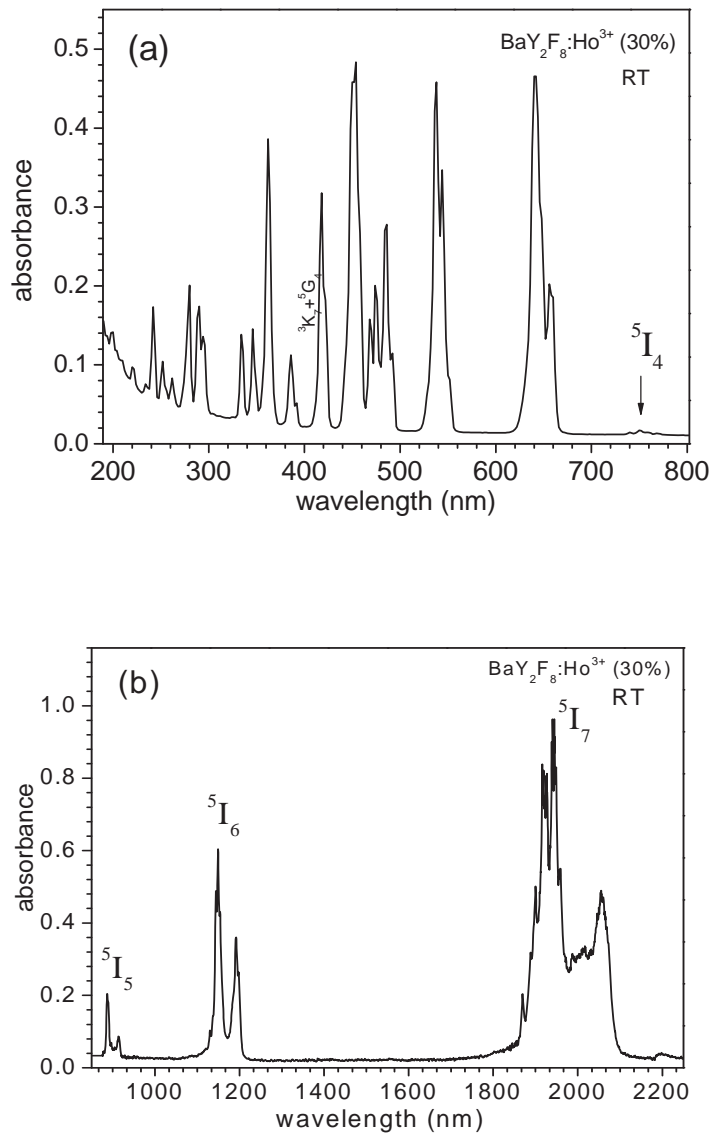 (a)
BaY₂F₈:Ho³⁺ (30%)
RT
0.5
0.4
0.3
0.2
0.1
0.0
absorbance
³K₇+⁵G₄
⁵I₄
200 300 400 500 600 700 800
wavelength (nm)
(b)
BaY₂F₈:Ho³⁺ (30%)
RT
1.0
0.8
0.6
0.4
0.2
0.0
absorbance
⁵I₇
⁵I₆
⁵I₅
1000 1200 1400 1600 1800 2000 2200
wavelength (nm)